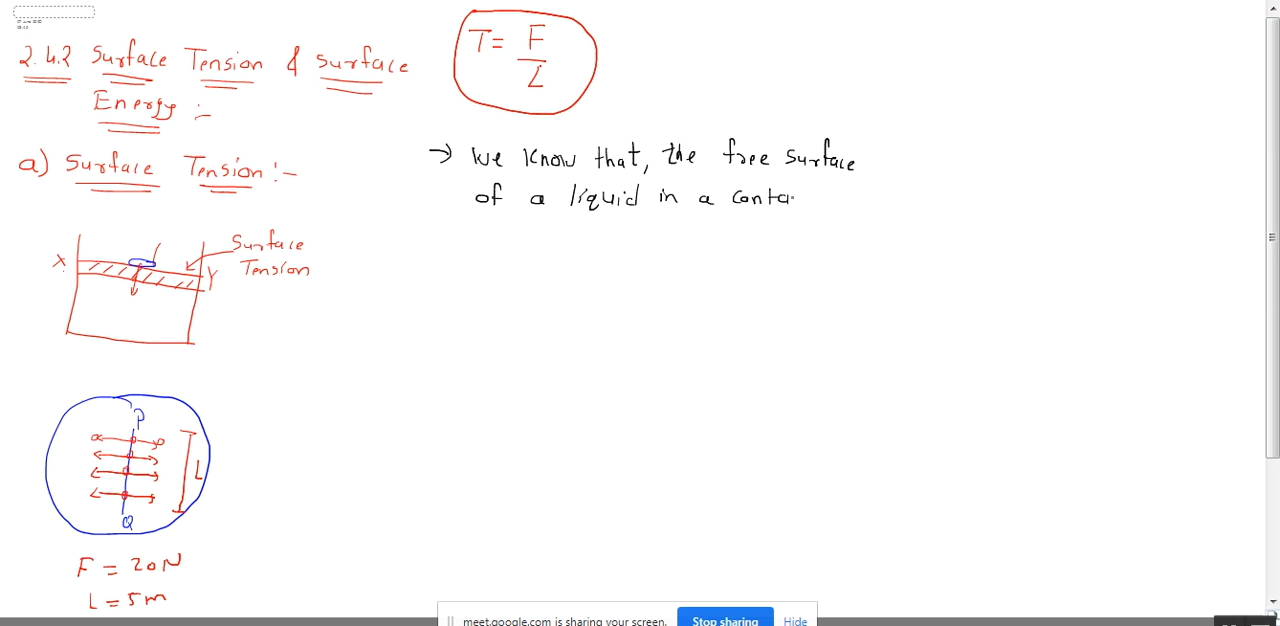 2.4.2 Surface Tension & Surface
Energy :-
a) Surface Tension :-
X
Y
Surface
Tension
P
L
Q
F = 20N
L = 5m
T = F
L
→ We know that, the free surface
of a liquid in a conta
meet.google.com is sharing your screen.
Stop sharing
Hide